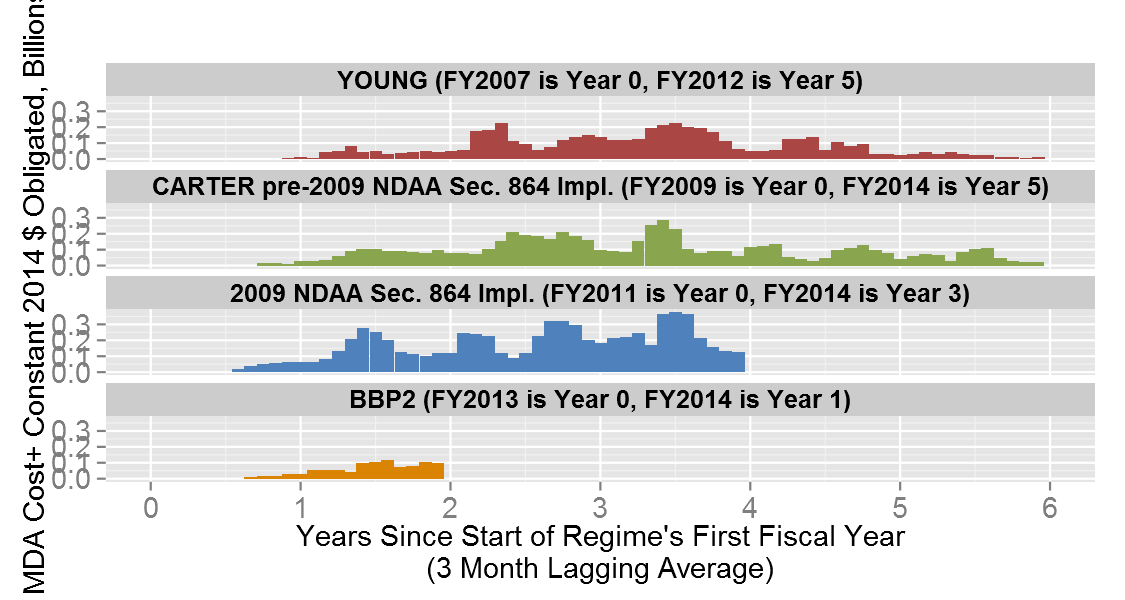 MDA Cost+ Constant 2014 $ Obligated, Billions
YOUNG (FY2007 is Year 0, FY2012 is Year 5)
0.3
0.2
0.1
0.0
CARTER pre-2009 NDAA Sec. 864 Impl. (FY2009 is Year 0, FY2014 is Year 5)
0.3
0.2
0.1
0.0
2009 NDAA Sec. 864 Impl. (FY2011 is Year 0, FY2014 is Year 3)
0.3
0.2
0.1
0.0
BBP2 (FY2013 is Year 0, FY2014 is Year 1)
0.3
0.2
0.1
0.0
0 1 2 3 4 5 6
Years Since Start of Regime's First Fiscal Year
(3 Month Lagging Average)